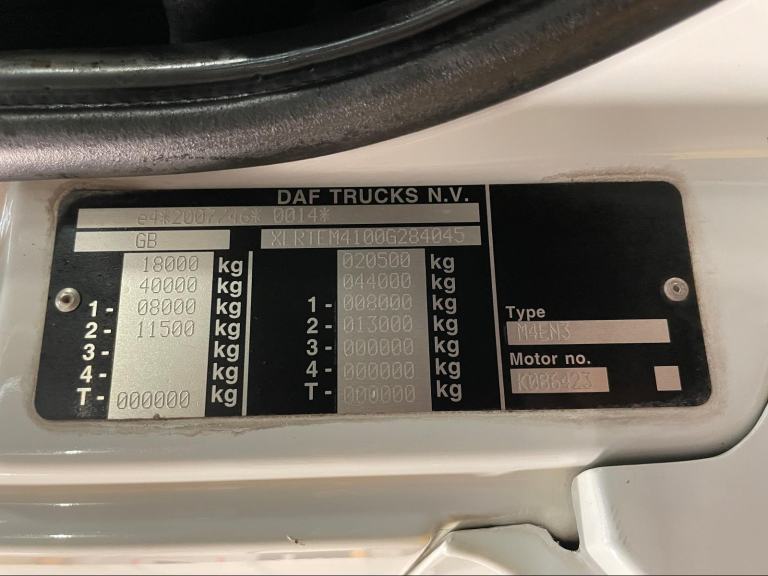 DAF TRUCKS N.V.
e4*2007/46* 0014*
GB XLRTEM4100G284045
18000 kg 020500 kg
40000 kg 044000 kg
1- 08000 kg 1- 008000 kg
2- 11500 kg 2- 013000 kg
3- kg 3- 000000 kg
4- kg 4- 000000 kg
T- 000000 kg T- 000000 kg
Type
M4EN3
Motor no.
K086423